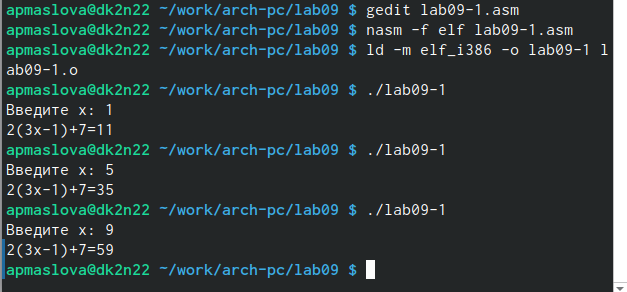 apmaslova@dk2n22 ~/work/arch-pc/lab09 $ gedit lab09-1.asm
apmaslova@dk2n22 ~/work/arch-pc/lab09 $ nasm -f elf lab09-1.asm
apmaslova@dk2n22 ~/work/arch-pc/lab09 $ ld -m elf_i386 -o lab09-1 l
ab09-1.o
apmaslova@dk2n22 ~/work/arch-pc/lab09 $ ./lab09-1
Введите x: 1
2(3x-1)+7=11
apmaslova@dk2n22 ~/work/arch-pc/lab09 $ ./lab09-1
Введите x: 5
2(3x-1)+7=35
apmaslova@dk2n22 ~/work/arch-pc/lab09 $ ./lab09-1
Введите x: 9
2(3x-1)+7=59
apmaslova@dk2n22 ~/work/arch-pc/lab09 $